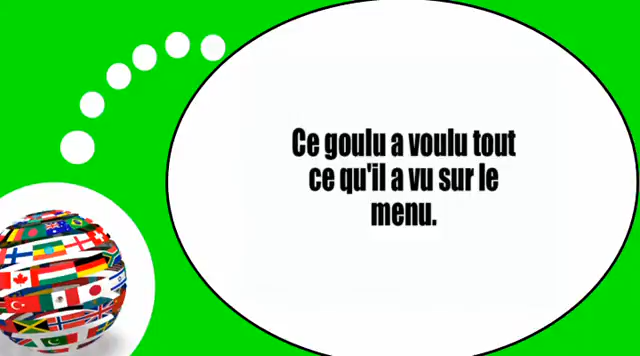 Ce goulu a voulu tout
ce qu'il a vu sur le
menu.